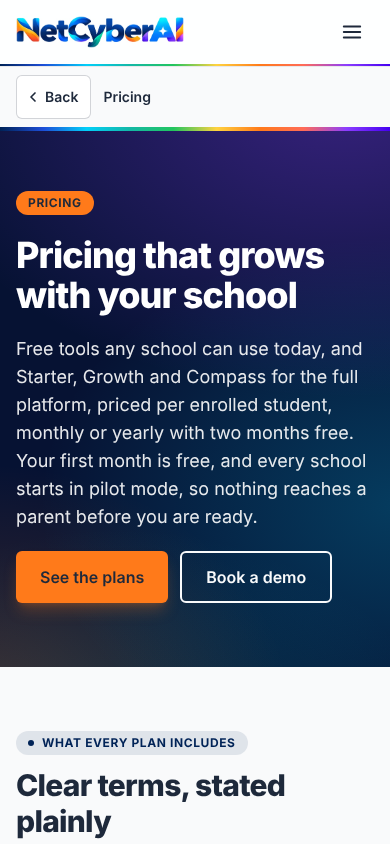 NetCyberAI
Back
Pricing
PRICING
Pricing that grows
with your school
Free tools any school can use today, and
Starter, Growth and Compass for the full
platform, priced per enrolled student,
monthly or yearly with two months free.
Your first month is free, and every school
starts in pilot mode, so nothing reaches a
parent before you are ready.
See the plans
Book a demo
WHAT EVERY PLAN INCLUDES
Clear terms, stated
plainly